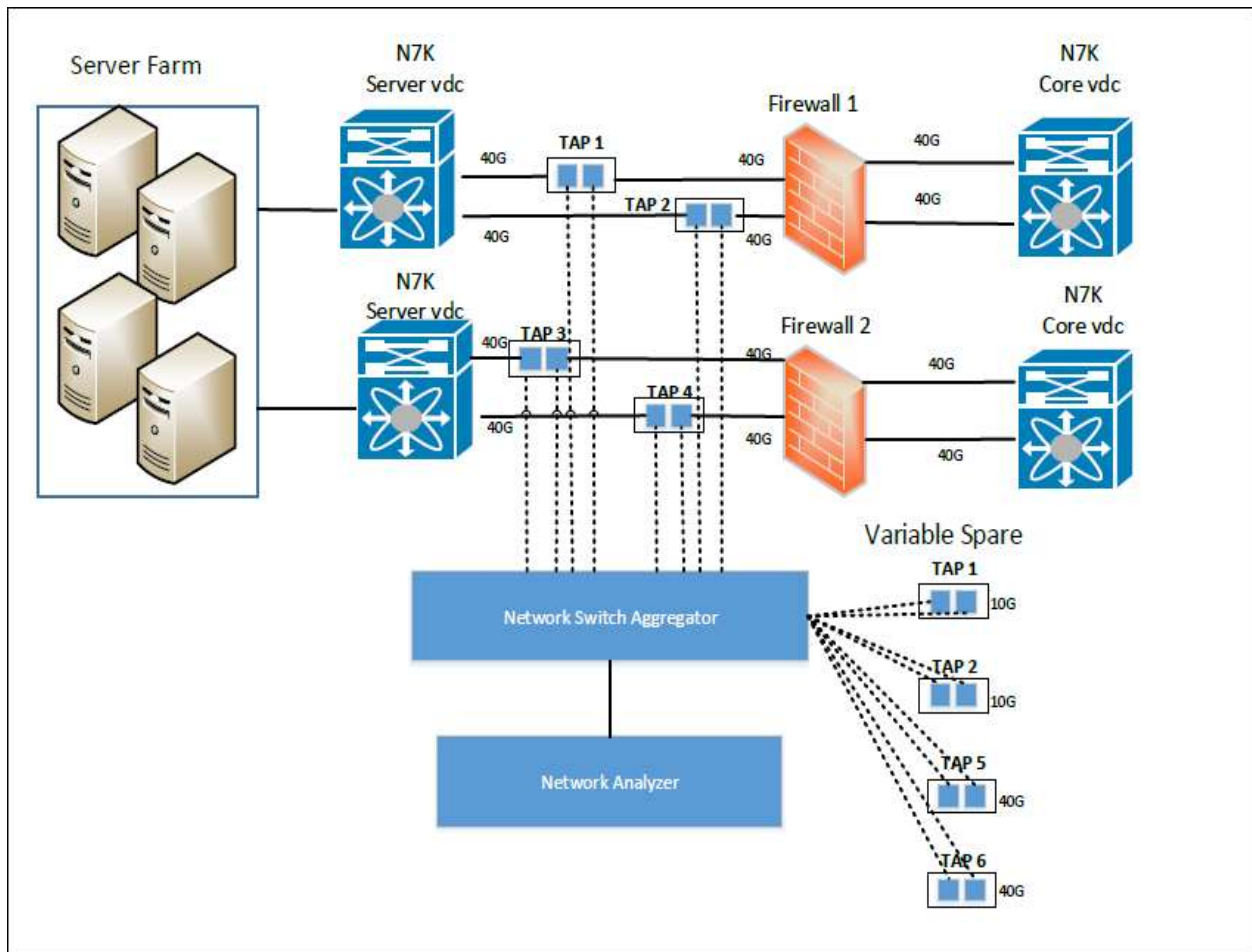 Server Farm
N7K
Server vdc
Firewall 1
N7K
Core vdc
TAP 1
40G
40G
40G
TAP 2
40G
40G
40G
N7K
Server vdc
Firewall 2
N7K
Core vdc
TAP 3
40G
40G
40G
TAP 4
40G
40G
40G
Variable Spare
TAP 1
10G
Network Switch Aggregator
TAP 2
10G
Network Analyzer
TAP 5
40G
TAP 6
40G